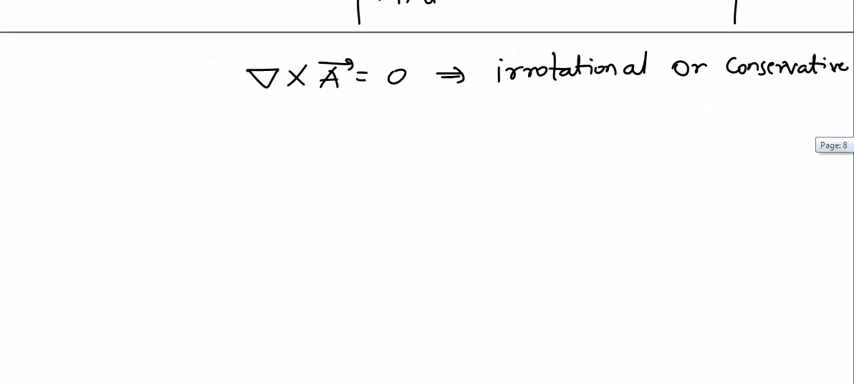 ∇ × A⃗ = 0 ⇒ irrotational or conservative
Page: 8